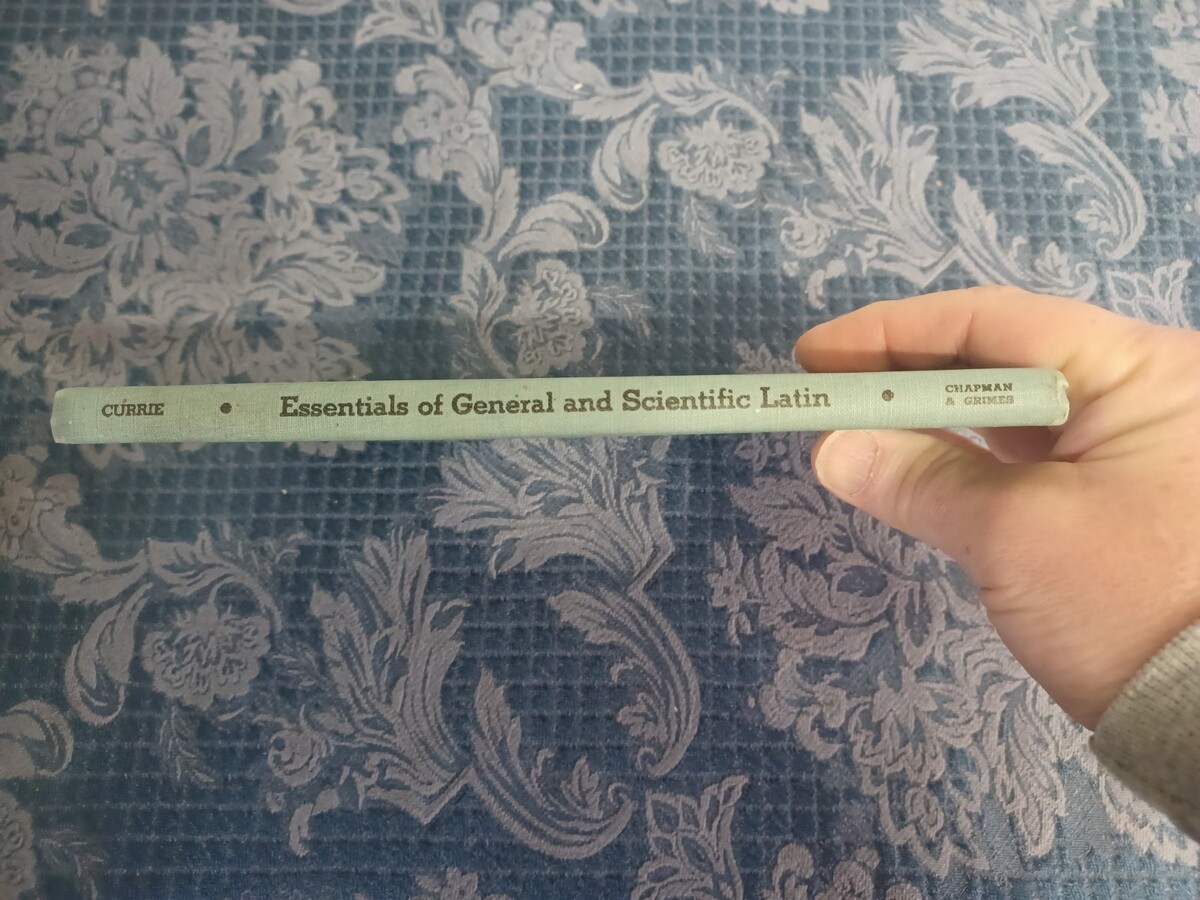 CURRIE
Essentials of General and Scientific Latin
CHAPMAN
& GRIMES